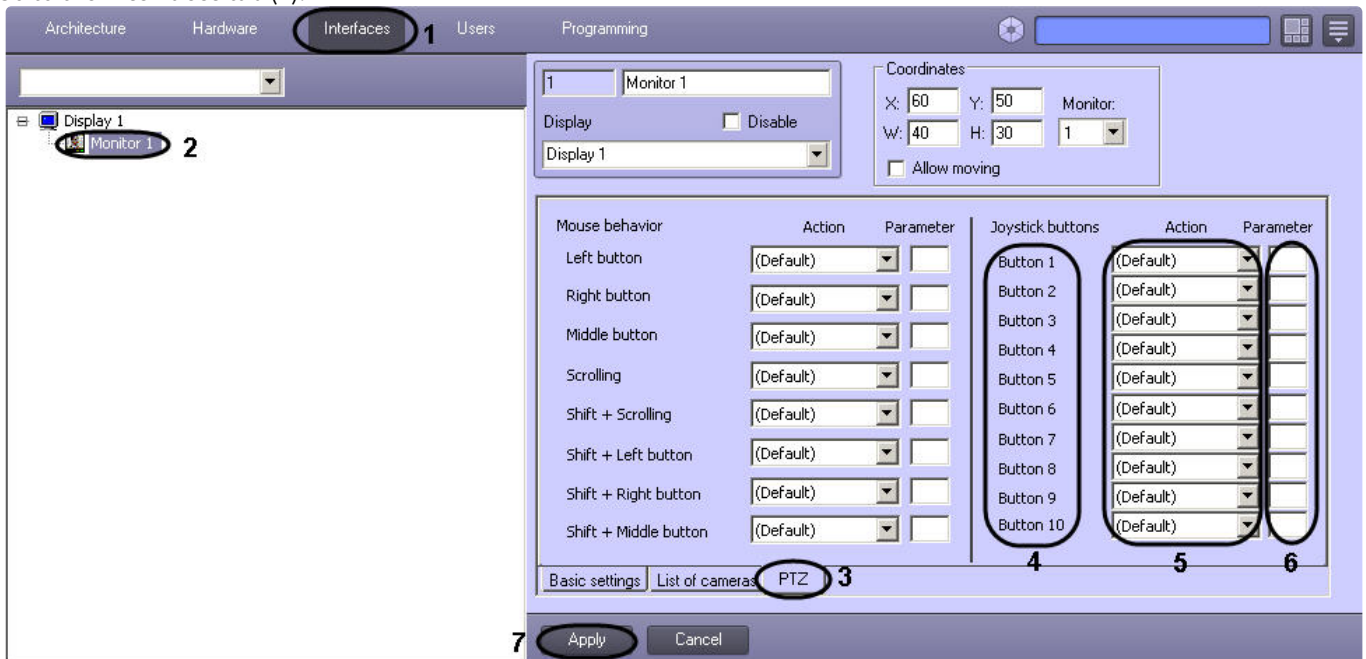 Architecture Hardware Interfaces 1 Users Programming
1 Monitor 1
Display Disable
Display 1
Coordinates
X: 60 Y: 50 Monitor:
W: 40 H: 30 1
Allow moving
Display 1
Monitor 1 2
Mouse behavior Action Parameter
Left button (Default)
Right button (Default)
Middle button (Default)
Scrolling (Default)
Shift + Scrolling (Default)
Shift + Left button (Default)
Shift + Right button (Default)
Shift + Middle button (Default)
Joystick buttons Action Parameter
Button 1 (Default)
Button 2 (Default)
Button 3 (Default)
Button 4 (Default)
Button 5 (Default)
Button 6 (Default)
Button 7 (Default)
Button 8 (Default)
Button 9 (Default)
Button 10 (Default)
4 5 6
Basic settings List of cameras PTZ 3
7 Apply Cancel